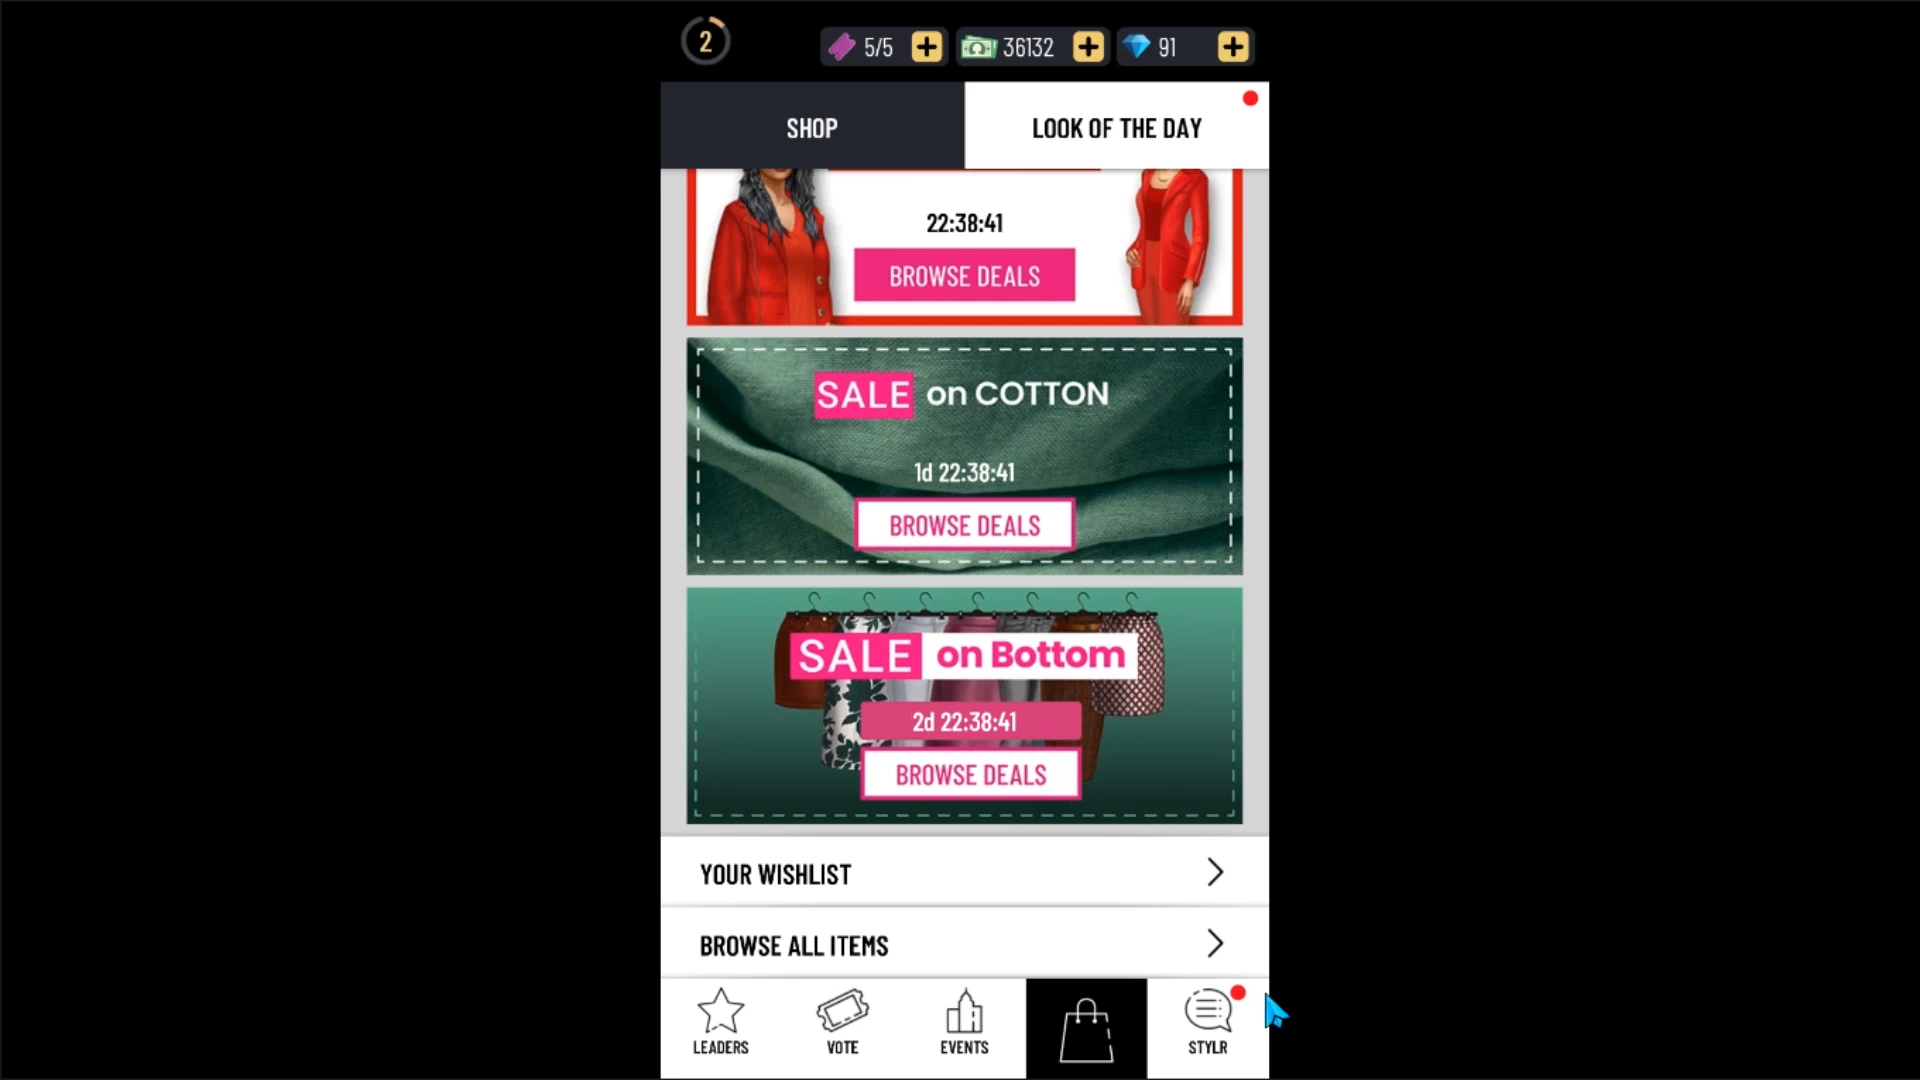 2
5/5
36132
91
SHOP
LOOK OF THE DAY
22:38:41
BROWSE DEALS
SALE on COTTON
1d 22:38:41
BROWSE DEALS
SALE on Bottom
2d 22:38:41
BROWSE DEALS
YOUR WISHLIST
BROWSE ALL ITEMS
LEADERS
VOTE
EVENTS
STYLR